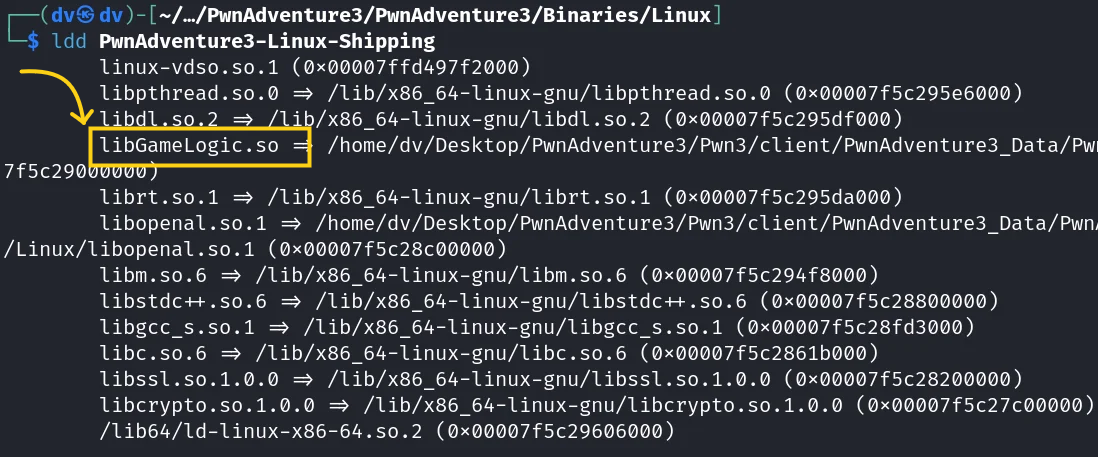 ┌──(dv㉿dv)-[~/…/PwnAdventure3/PwnAdventure3/Binaries/Linux]
└─$ ldd PwnAdventure3-Linux-Shipping
linux-vdso.so.1 (0×00007ffd497f2000)
libpthread.so.0 ⇒ /lib/x86_64-linux-gnu/libpthread.so.0 (0×00007f5c295e6000)
libdl.so.2 ⇒ /lib/x86_64-linux-gnu/libdl.so.2 (0×00007f5c295df000)
libGameLogic.so ⇒ /home/dv/Desktop/PwnAdventure3/Pwn3/client/PwnAdventure3_Data/Pw
7f5c29000000)
librt.so.1 ⇒ /lib/x86_64-linux-gnu/librt.so.1 (0×00007f5c295da000)
libopenal.so.1 ⇒ /home/dv/Desktop/PwnAdventure3/Pwn3/client/PwnAdventure3_Data/Pwn
/Linux/libopenal.so.1 (0×00007f5c28c00000)
libm.so.6 ⇒ /lib/x86_64-linux-gnu/libm.so.6 (0×00007f5c294f8000)
libstdc++.so.6 ⇒ /lib/x86_64-linux-gnu/libstdc++.so.6 (0×00007f5c28800000)
libgcc_s.so.1 ⇒ /lib/x86_64-linux-gnu/libgcc_s.so.1 (0×00007f5c28fd3000)
libc.so.6 ⇒ /lib/x86_64-linux-gnu/libc.so.6 (0×00007f5c2861b000)
libssl.so.1.0.0 ⇒ /lib/x86_64-linux-gnu/libssl.so.1.0.0 (0×00007f5c28200000)
libcrypto.so.1.0.0 ⇒ /lib/x86_64-linux-gnu/libcrypto.so.1.0.0 (0×00007f5c27c00000)
/lib64/ld-linux-x86-64.so.2 (0×00007f5c29606000)